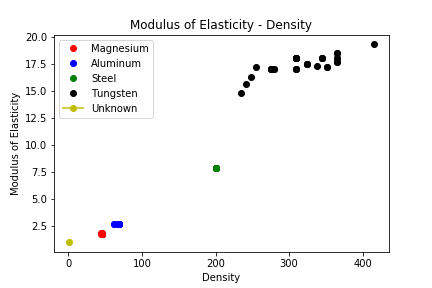 Modulus of Elasticity - Density
Magnesium
Aluminum
Steel
Tungsten
Unknown
Modulus of Elasticity
20.0
17.5
15.0
12.5
10.0
7.5
5.0
2.5
0
100
200
300
400
Density